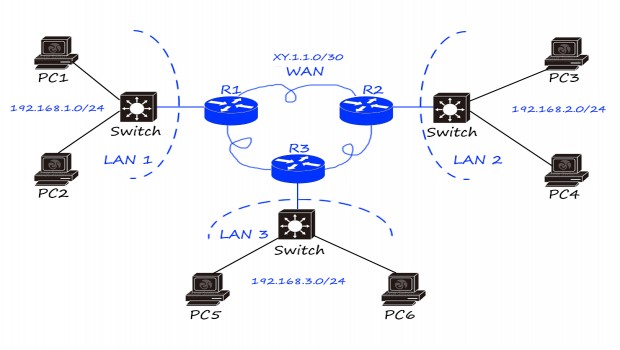 PC1
192.168.1.0/24
PC2
Switch
LAN 1
R1
XY.1.1.0/30
WAN
R2
R3
PC3
192.168.2.0/24
PC4
Switch
LAN 2
LAN 3
Switch
192.168.3.0/24
PC5
PC6